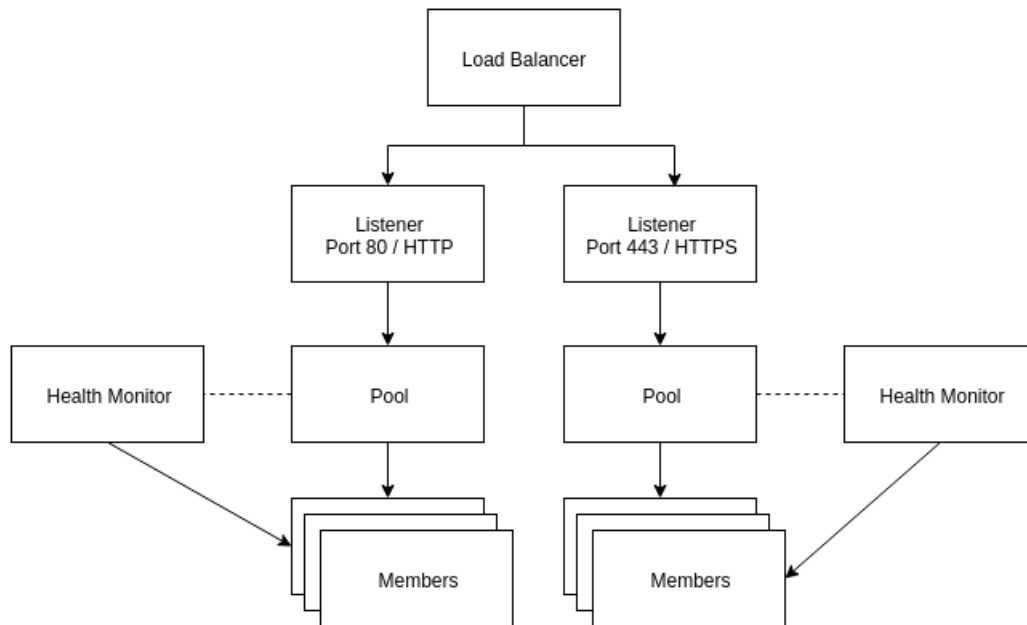 Load Balancer
Listener
Port 80 / HTTP
Listener
Port 443 / HTTPS
Health Monitor
Pool
Pool
Health Monitor
Members
Members